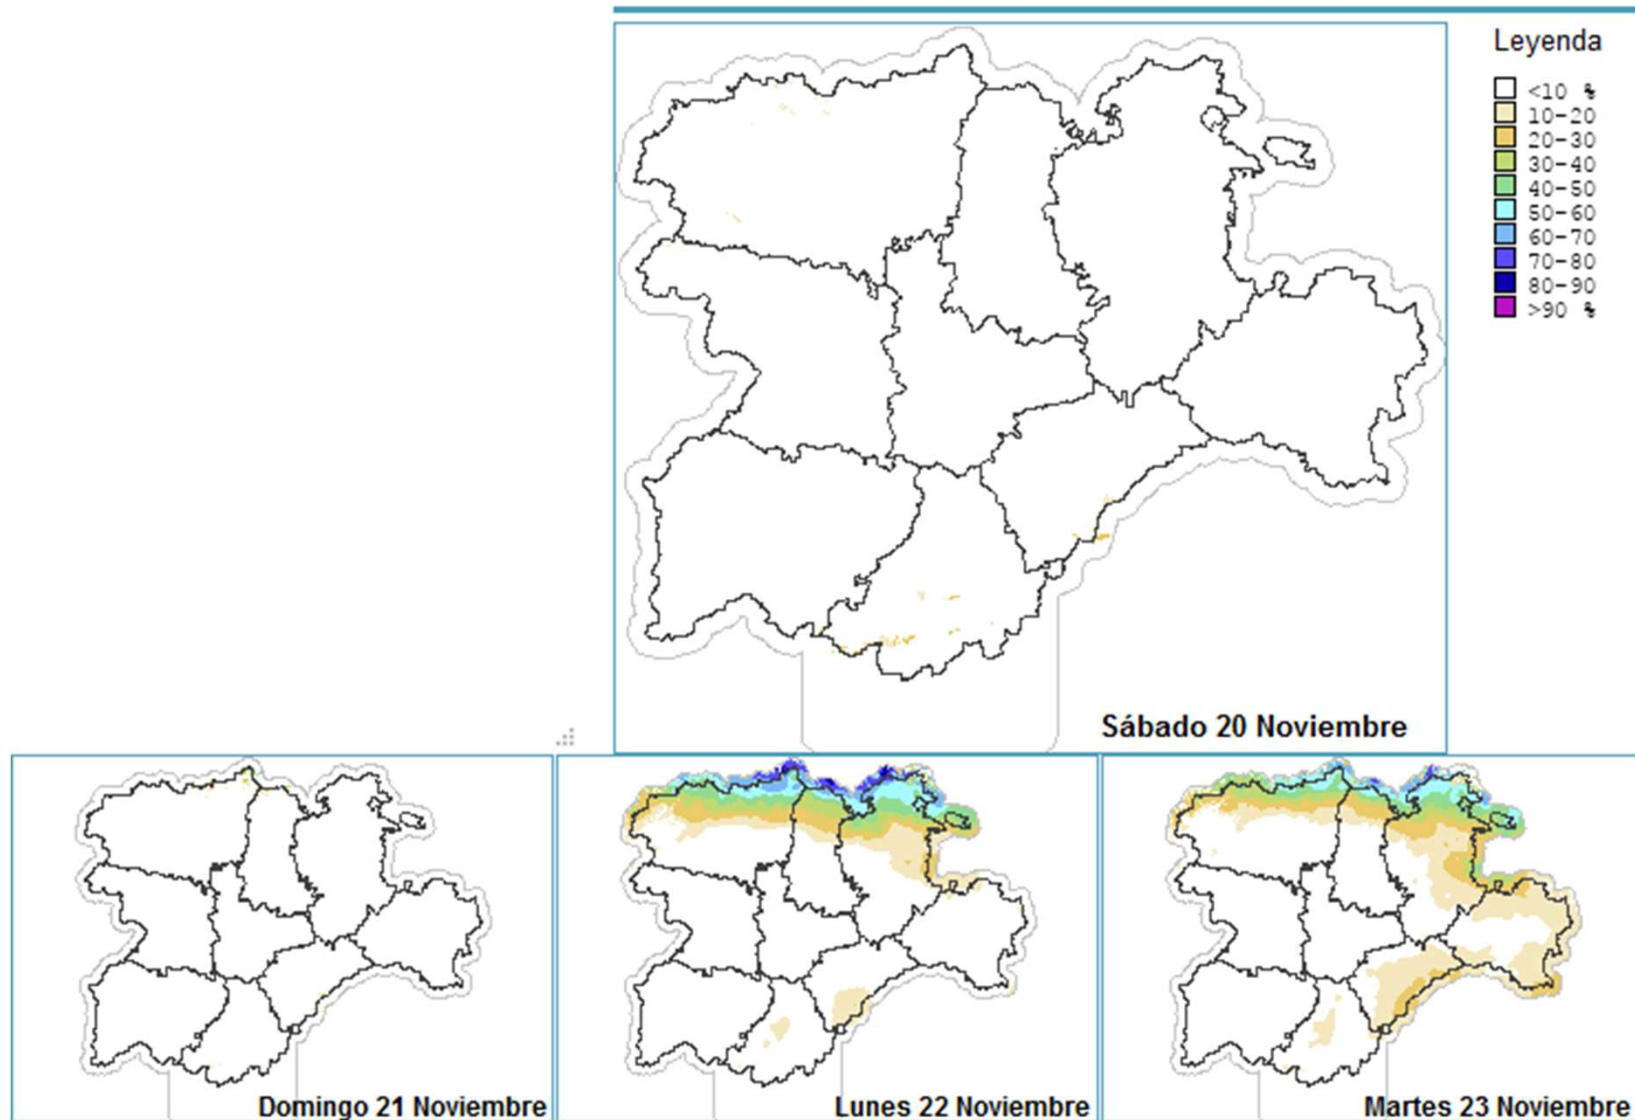 Leyenda
<10 %
10-20
20-30
30-40
40-50
50-60
60-70
70-80
80-90
>90 %
Sábado 20 Noviembre
Domingo 21 Noviembre
Lunes 22 Noviembre
Martes 23 Noviembre